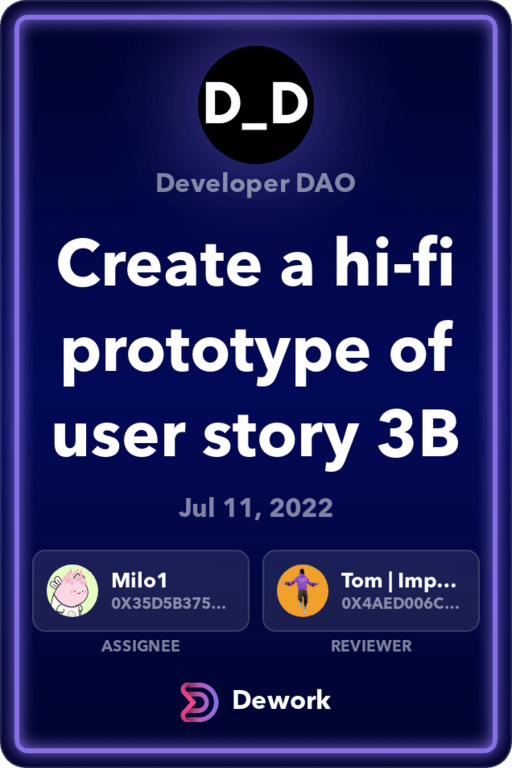 D_D
Developer DAO
Create a hi-fi
prototype of
user story 3B
Jul 11, 2022
Milo1
0X35D5B375...
Tom | Imp...
0X4AED006C...
ASSIGNEE
REVIEWER
Dework